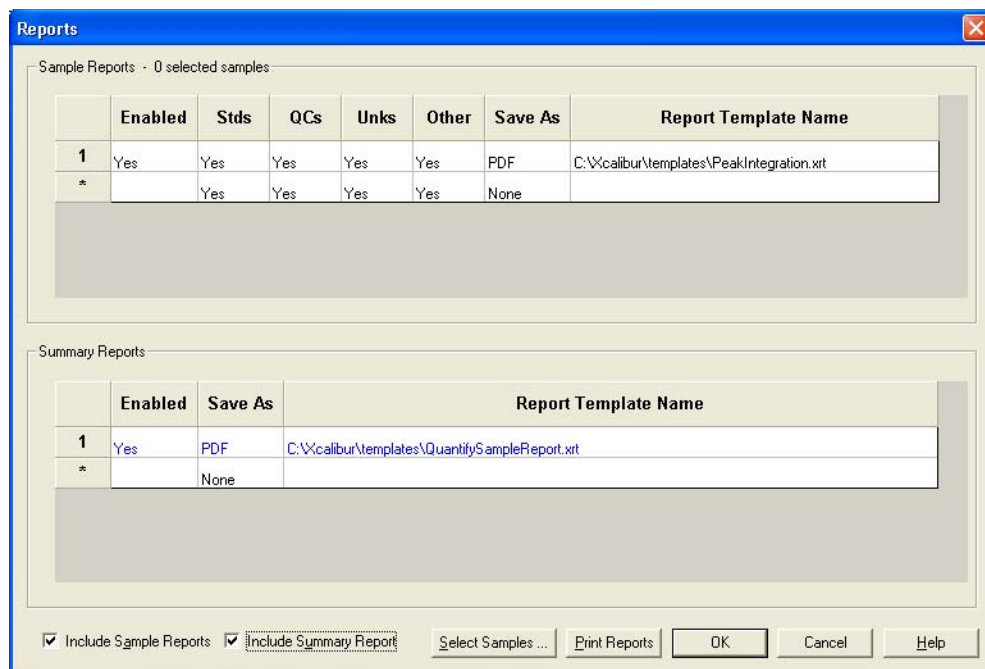 Reports
Sample Reports - 0 selected samples
Enabled Stds QCs Unks Other Save As Report Template Name
1 Yes Yes Yes Yes Yes PDF C:\Xcalibur\templates\PeakIntegration.xrt
* Yes Yes Yes Yes None
Summary Reports
Enabled Save As Report Template Name
1 Yes PDF C:\Xcalibur\templates\QuantifySampleReport.xrt
* None
Include Sample Reports Include Summary Report Select Samples ... Print Reports OK Cancel Help